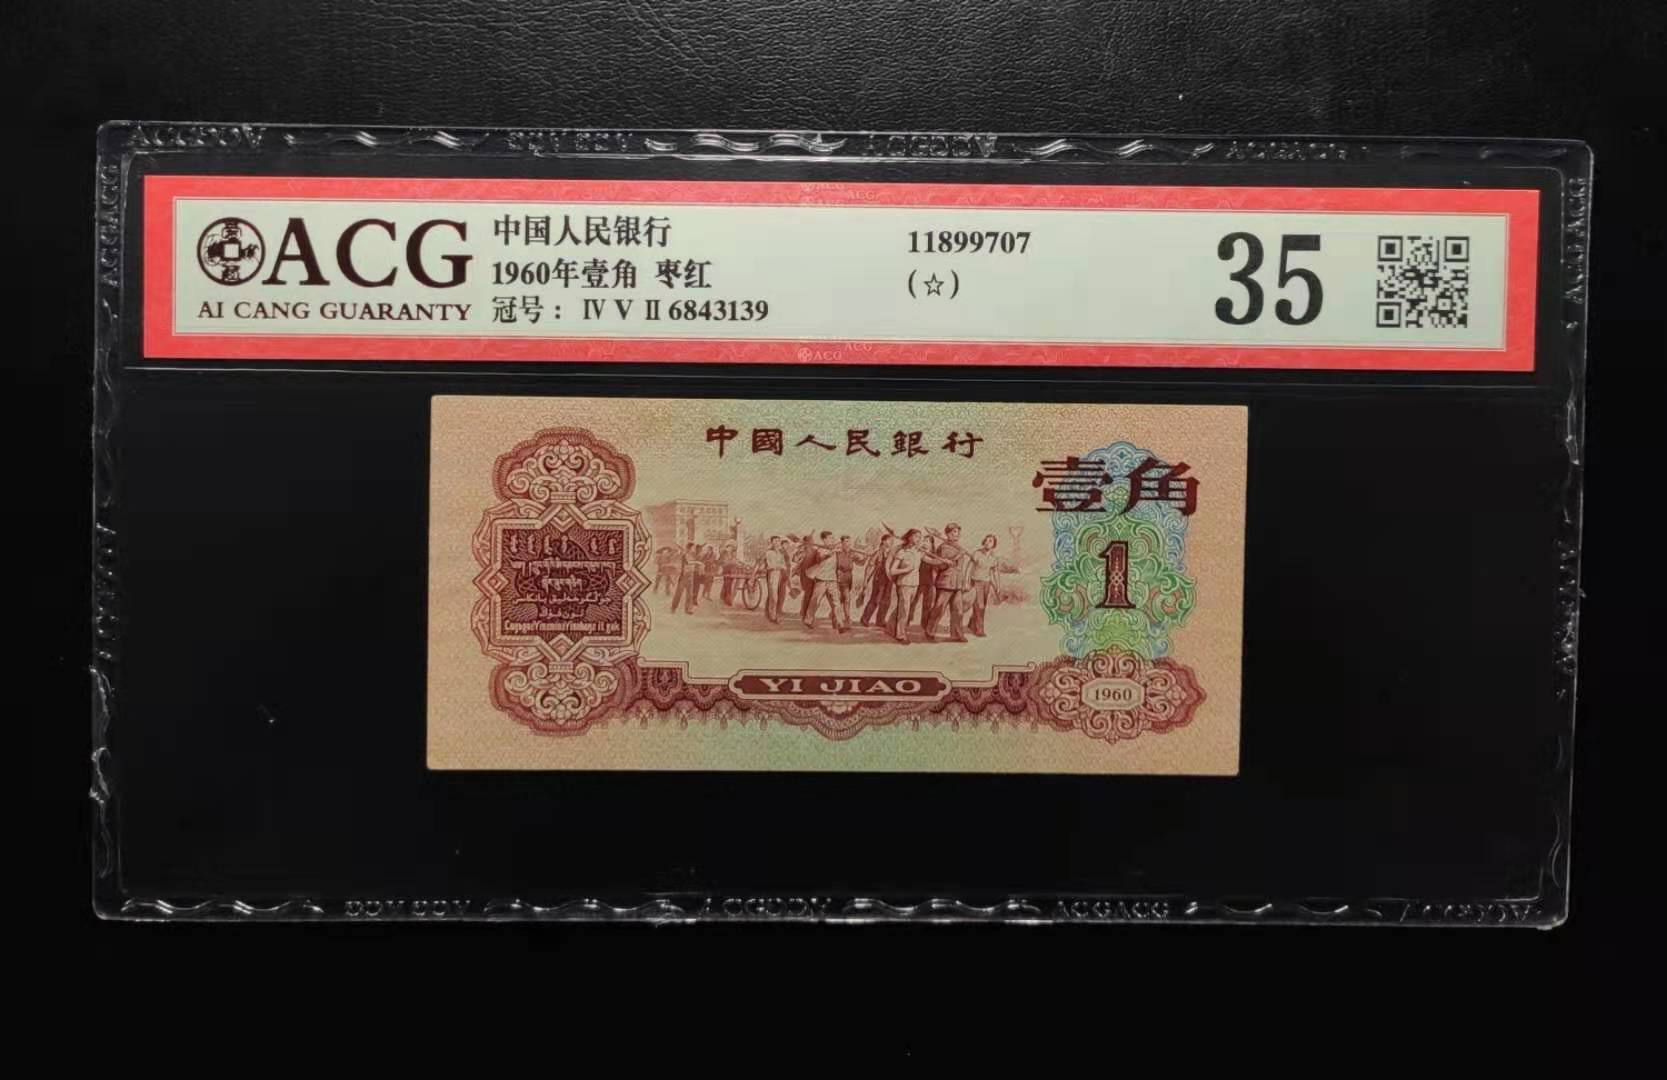 ACG
AI CANG GUARANTY
中国人民银行
1960年壹角 枣红
冠号： Ⅳ Ⅴ Ⅱ 6843139
11899707
(☆)
35
中國人民銀行
壹角
1
YI JIAO
1960